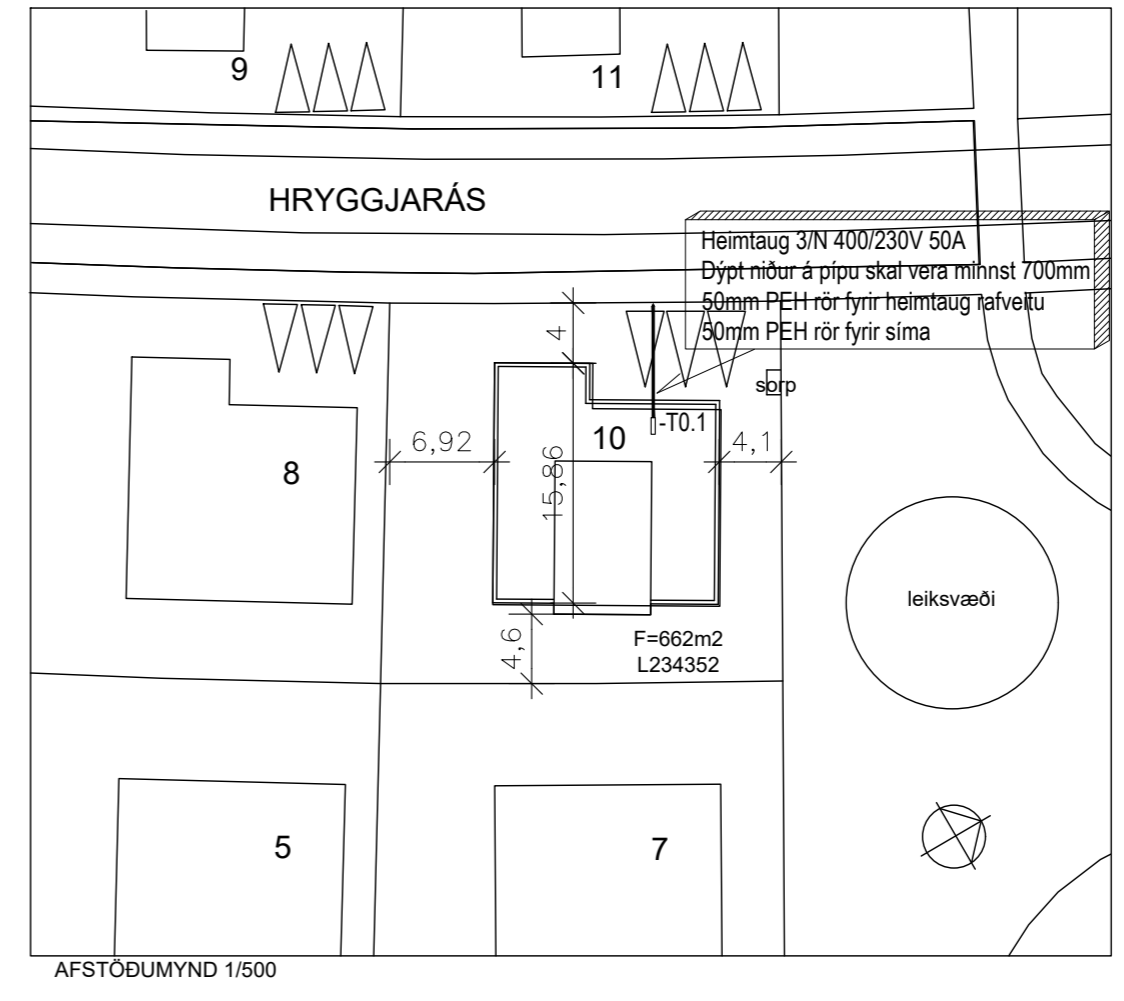 9
11
HRYGGJARÁS
Heimtaug 3/N 400/230V 50A
Dýpt niður á pípu skal vera minnst 700mm
50mm PEH rör fyrir heimtaug rafveitu
50mm PEH rör fyrir síma
4
sorp
-T0.1
10
6,92
4,1
8
15,86
leiksvæði
4,6
F=662m2
L234352
5
7
AFSTÖÐUMYND 1/500